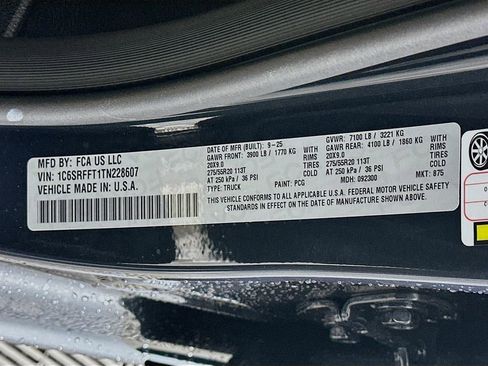 MFD BY: FCA US LLC
VIN: 1C6SRFFT1TN228607
VEHICLE MADE IN: U.S.A.
DATE OF MFR (BUILT): 9-25
GAWR FRONT: 3900 LB / 1770 KG
20X9.0 RIMS
275/55R20 113T TIRES
AT 250 kPa / 36 PSI
TYPE: TRUCK
PAINT: PCG
GVWR: 7100 LB / 3221 KG
GAWR REAR: 4100 LB / 1860 KG
20X9.0 RIMS
275/55R20 113T TIRES
AT 250 kPa / 36 PSI
MDH: 092300
MKT: 875
THIS VEHICLE CONFORMS TO ALL APPLICABLE U.S.A. FEDERAL MOTOR VEHICLE SAFETY
STANDARDS IN EFFECT ON THE DATE OF MANUFACTURE SHOWN ABOVE.